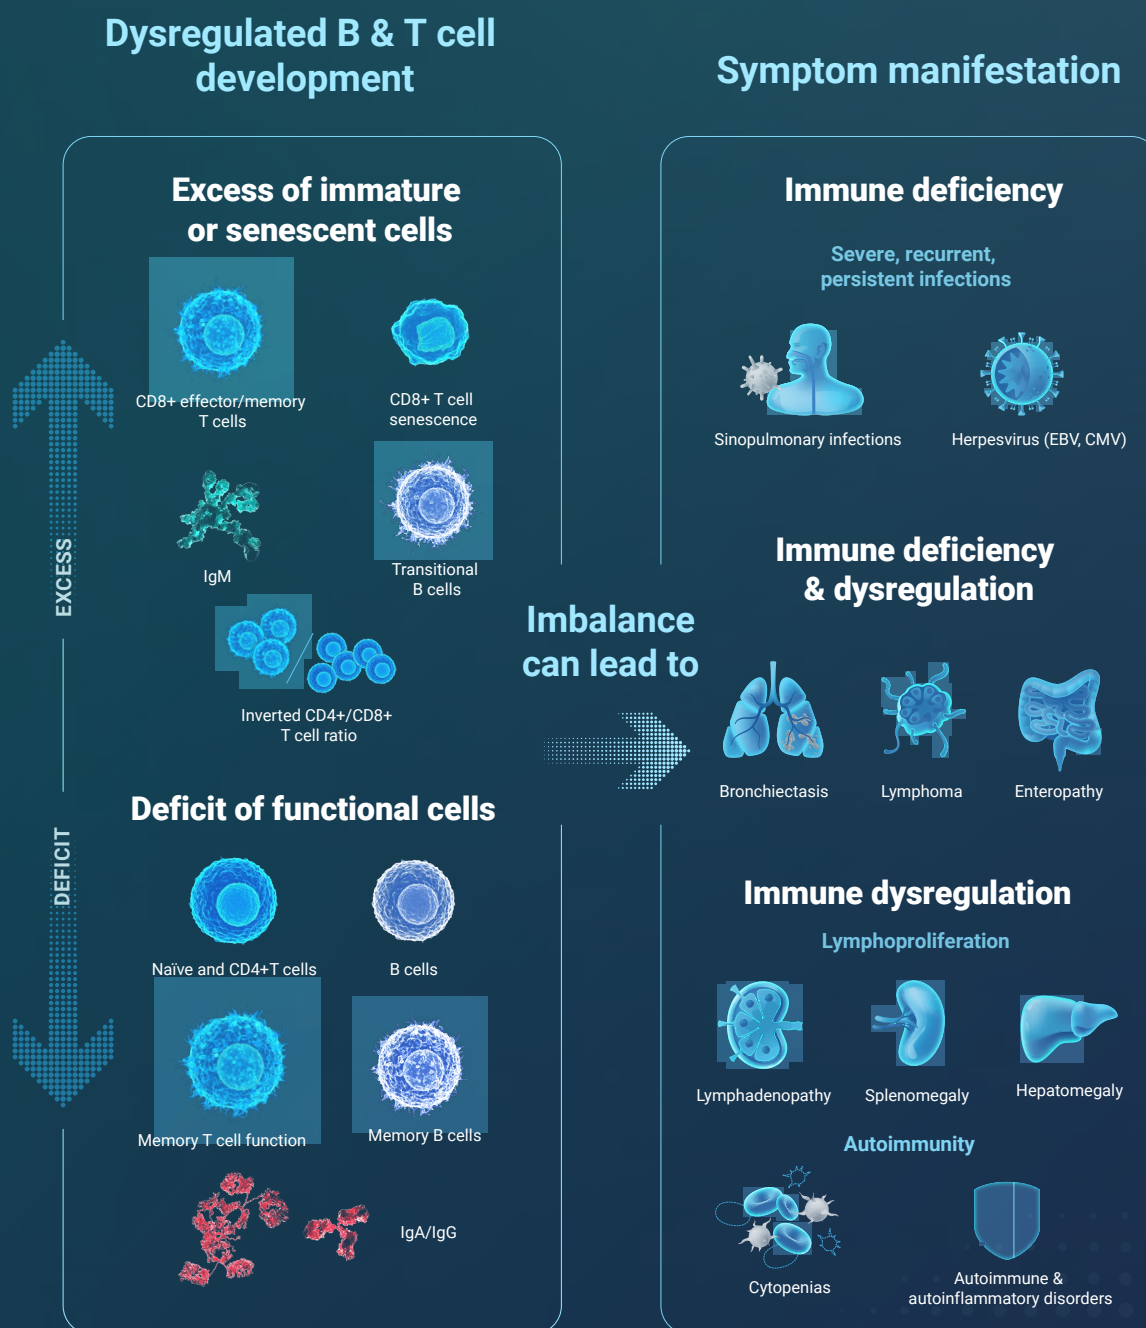 Dysregulated B & T cell
development
Excess of immature
or senescent cells
CD8+ effector/memory
T cells
CD8+ T cell
senescence
IgM
Transitional
B cells
Inverted CD4+/CD8+
T cell ratio
EXCESS
Deficit of functional cells
DEFICIT
Naïve and CD4+T cells
B cells
Memory T cell function
Memory B cells
IgA/IgG
Imbalance
can lead to
Symptom manifestation
Immune deficiency
Severe, recurrent,
persistent infections
Sinopulmonary infections
Herpesvirus (EBV, CMV)
Immune deficiency
& dysregulation
Bronchiectasis
Lymphoma
Enteropathy
Immune dysregulation
Lymphoproliferation
Lymphadenopathy
Splenomegaly
Hepatomegaly
Autoimmunity
Cytopenias
Autoimmune &
autoinflammatory disorders